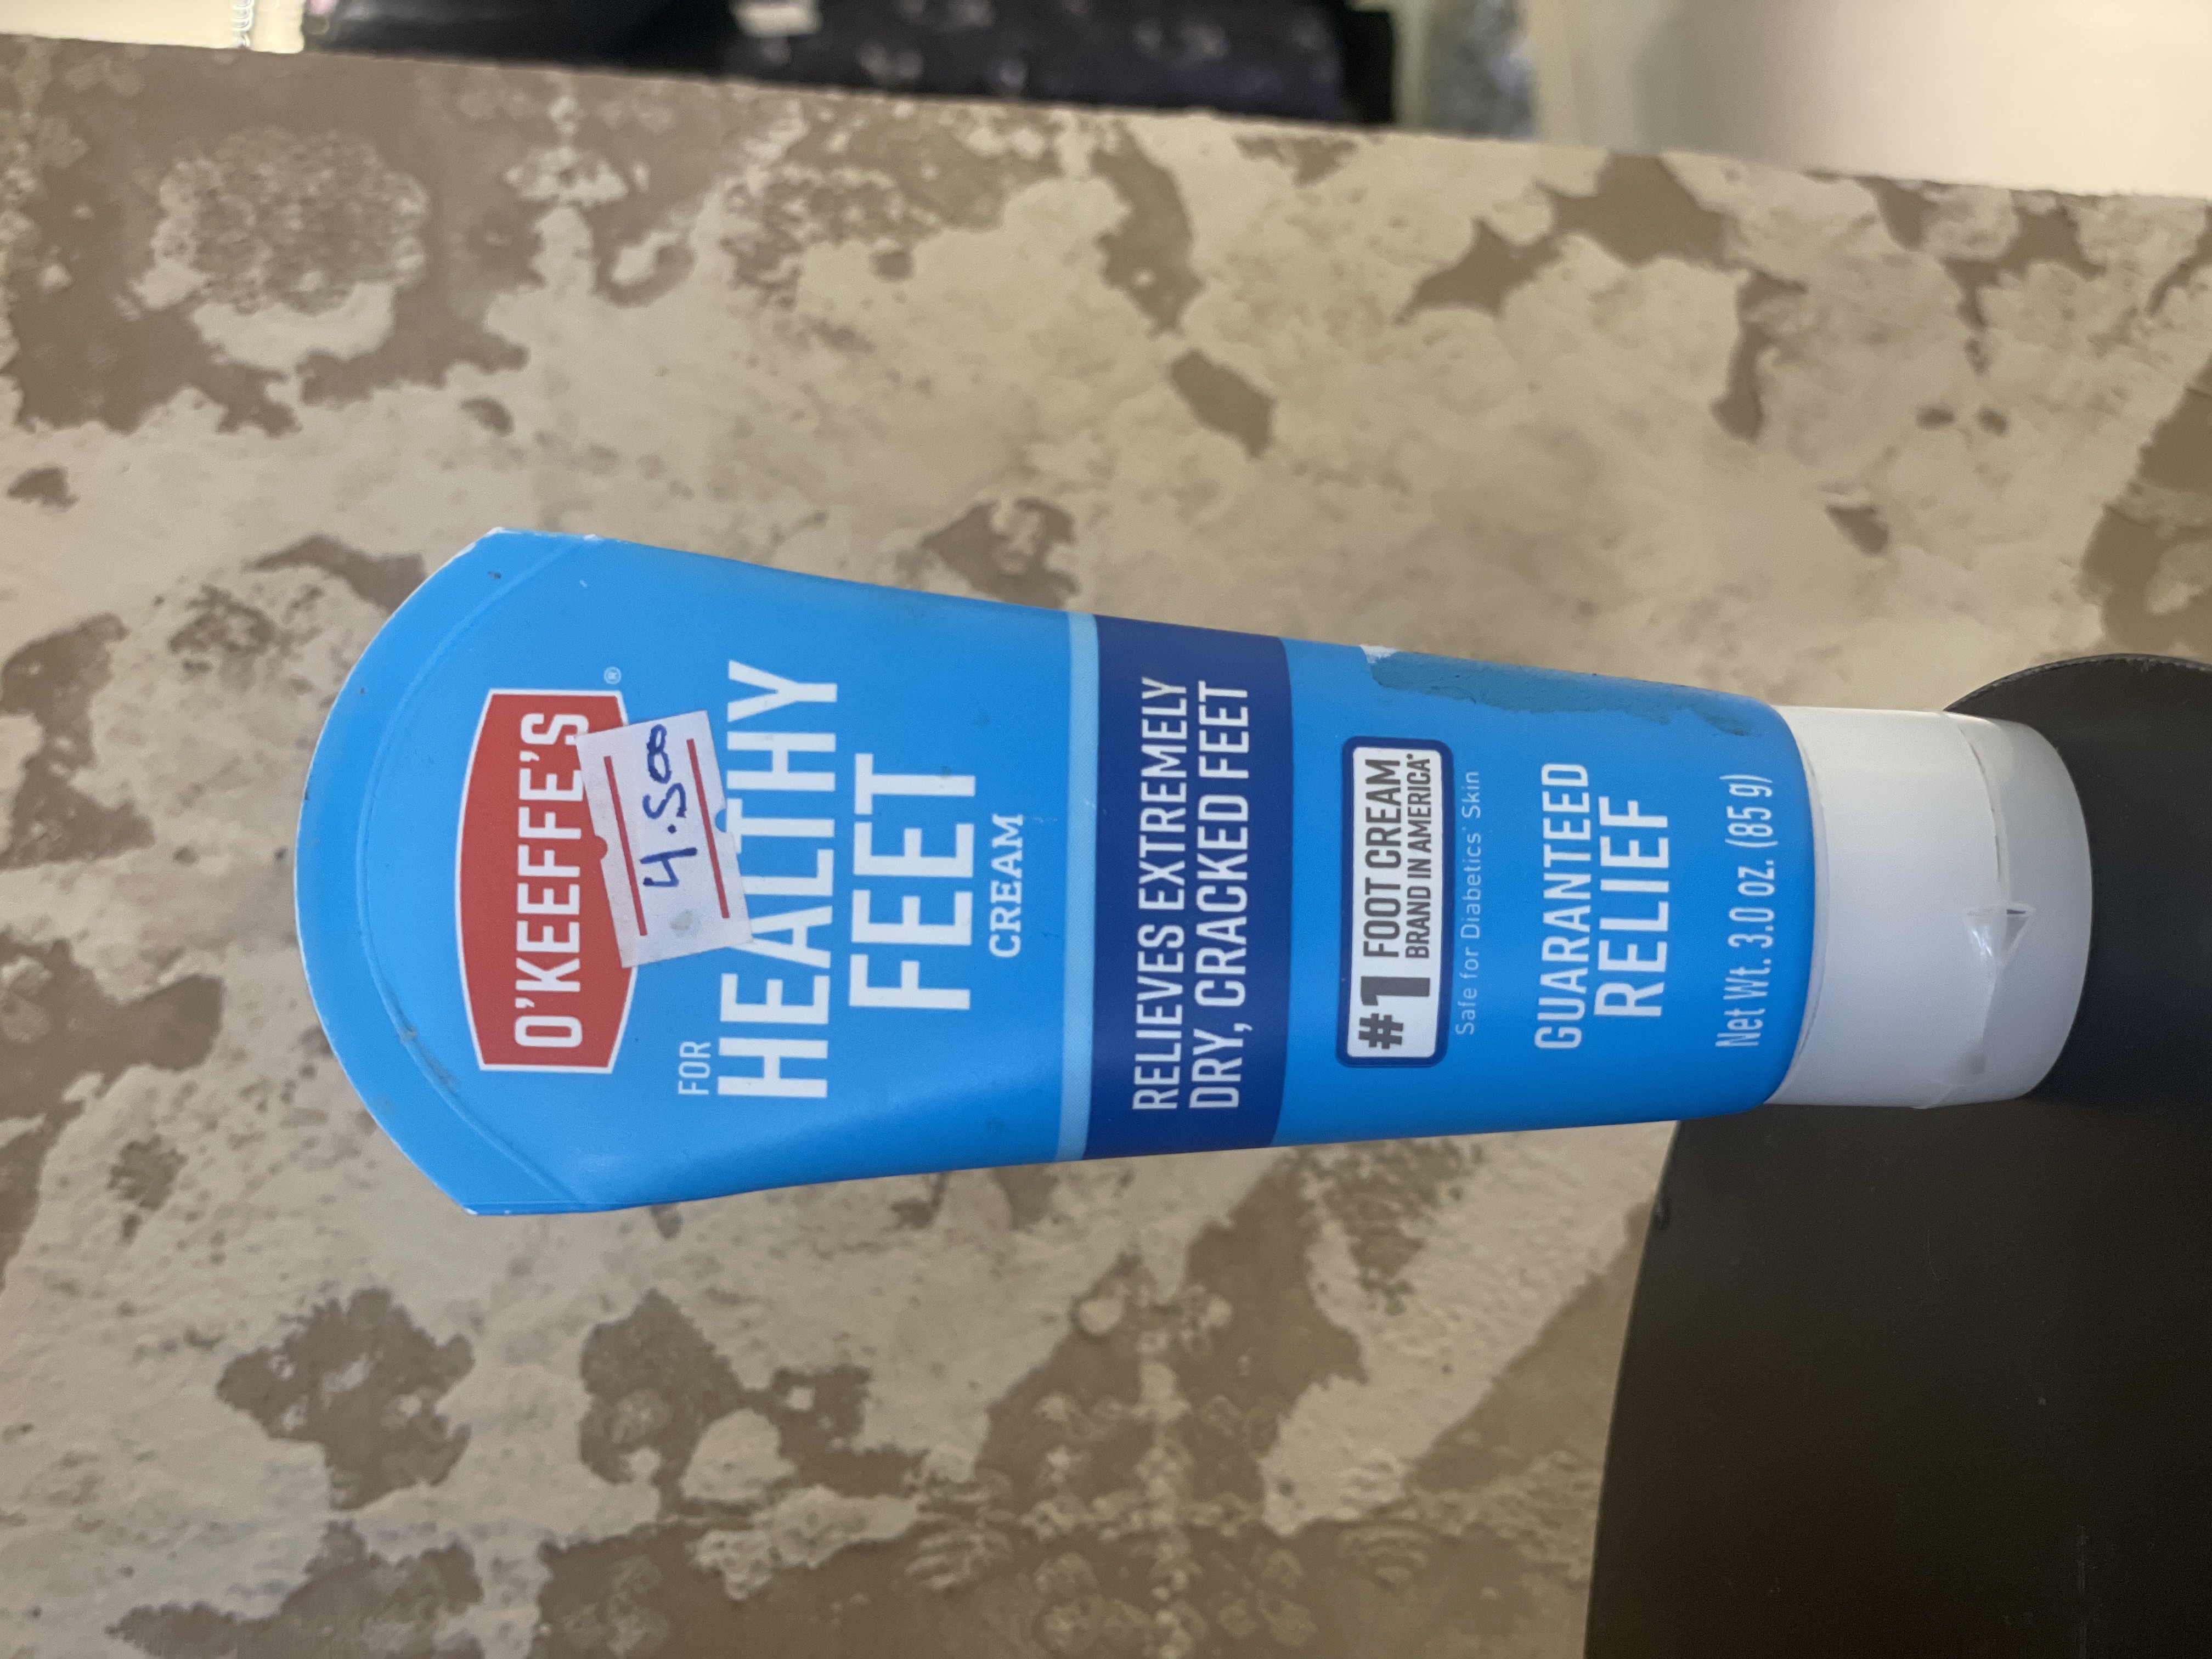 O'KEEFFE'S®
4.500
FOR
HEALTHY
FEET
CREAM
RELIEVES EXTREMELY
DRY, CRACKED FEET
#1 FOOT CREAM
BRAND IN AMERICA*
Safe for Diabetics' Skin
GUARANTEED
RELIEF
Net Wt. 3.0 oz. (85 g)